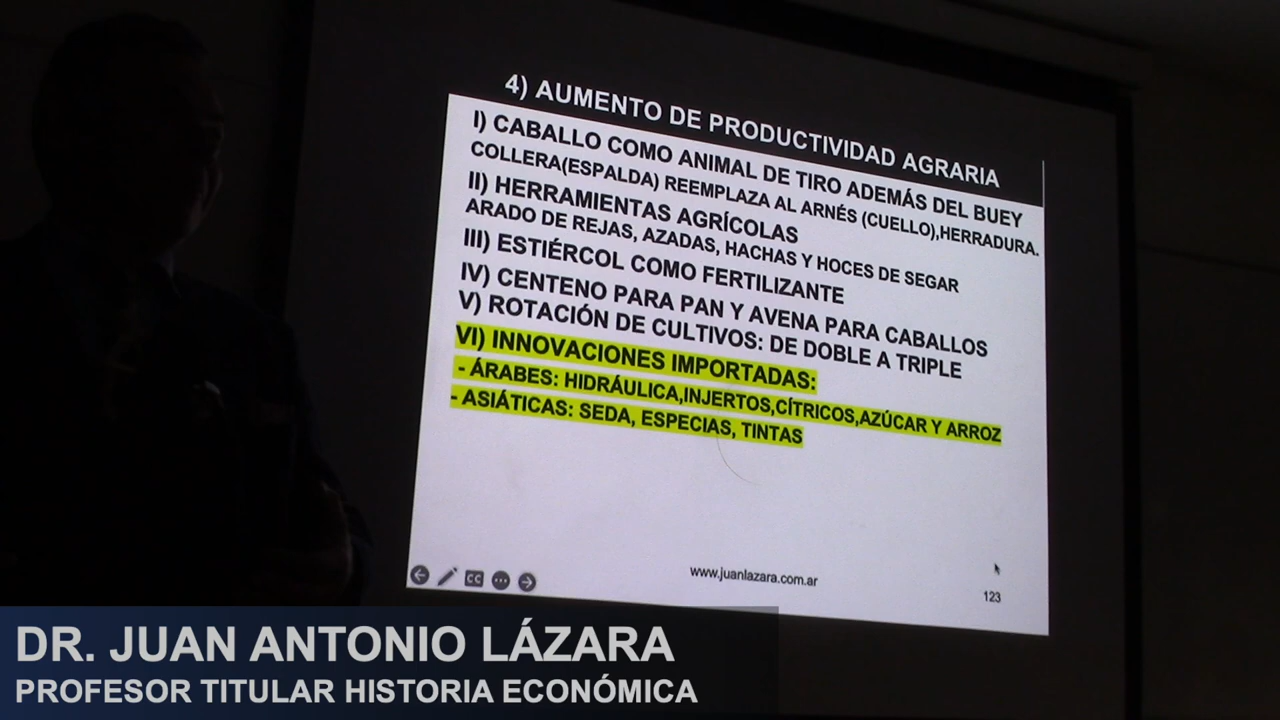 4) AUMENTO DE PRODUCTIVIDAD AGRARIA
I) CABALLO COMO ANIMAL DE TIRO ADEMÁS DEL BUEY
COLLERA(ESPALDA) REEMPLAZA AL ARNÉS (CUELLO),HERRADURA.
II) HERRAMIENTAS AGRÍCOLAS
ARADO DE REJAS, AZADAS, HACHAS Y HOCES DE SEGAR
III) ESTIÉRCOL COMO FERTILIZANTE
IV) CENTENO PARA PAN Y AVENA PARA CABALLOS
V) ROTACIÓN DE CULTIVOS: DE DOBLE A TRIPLE
VI) INNOVACIONES IMPORTADAS:
- ÁRABES: HIDRÁULICA,INJERTOS,CÍTRICOS,AZÚCAR Y ARROZ
- ASIÁTICAS: SEDA, ESPECIAS, TINTAS
CC
www.juanlazara.com.ar
123
DR. JUAN ANTONIO LÁZARA
PROFESOR TITULAR HISTORIA ECONÓMICA